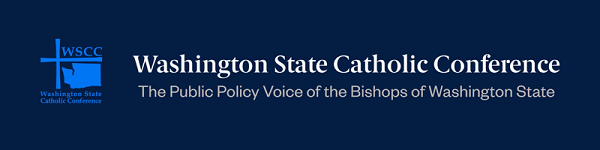 WSCC
Washington State
Catholic Conference
Washington State Catholic Conference
The Public Policy Voice of the Bishops of Washington State